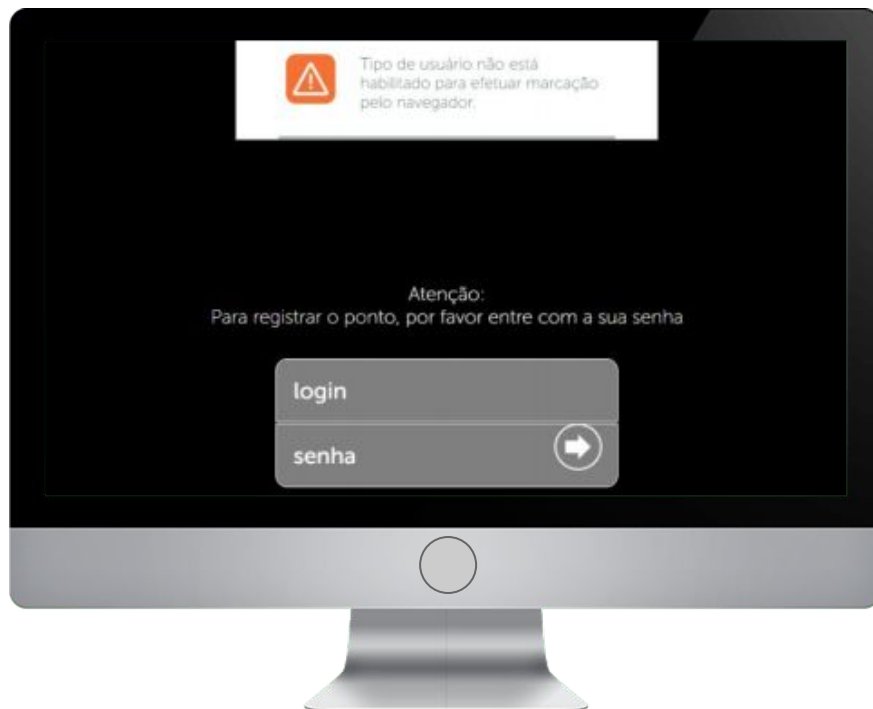 Tipo de usuário não está
habilitado para efetuar marcação
pelo navegador.
Atenção:
Para registrar o ponto, por favor entre com a sua senha
login
senha